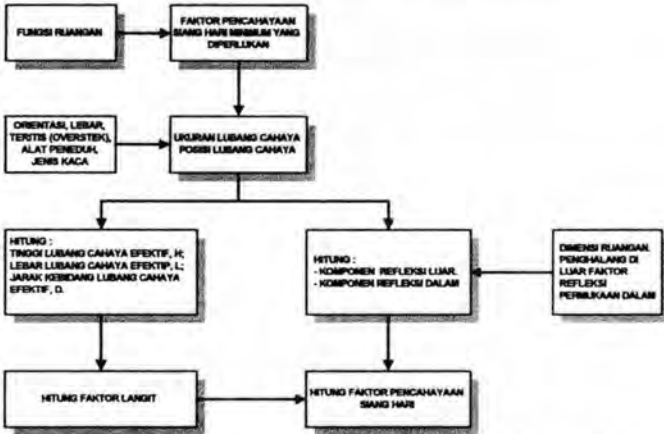 FUNGSI RUANGAN
FAKTOR PENCAHAYAAN
SIANG HARI MINIMUM YANG
DIPERLUKAN
ORIENTASI, LEBAR,
TERITIS (OVERSTEK),
ALAT PENEDUH,
JENIS KACA
UKURAN LUBANG CAHAYA
POSISI LUBANG CAHAYA
HITUNG :
TINGGI LUBANG CAHAYA EFEKTIF, H;
LEBAR LUBANG CAHAYA EFEKTIP, L;
JARAK KEBIDANG LUBANG CAHAYA
EFEKTIF, D.
HITUNG :
- KOMPONEN REFLEKSI LUAR.
- KOMPONEN REFLEKSI DALAM
DIMENSI RUANGAN.
PENGHALANG DI
LUAR FAKTOR
REFLEKSI
PERMUKAAN DALAM
HITUNG FAKTOR LANGIT
HITUNG FAKTOR PENCAHAYAAN
SIANG HARI